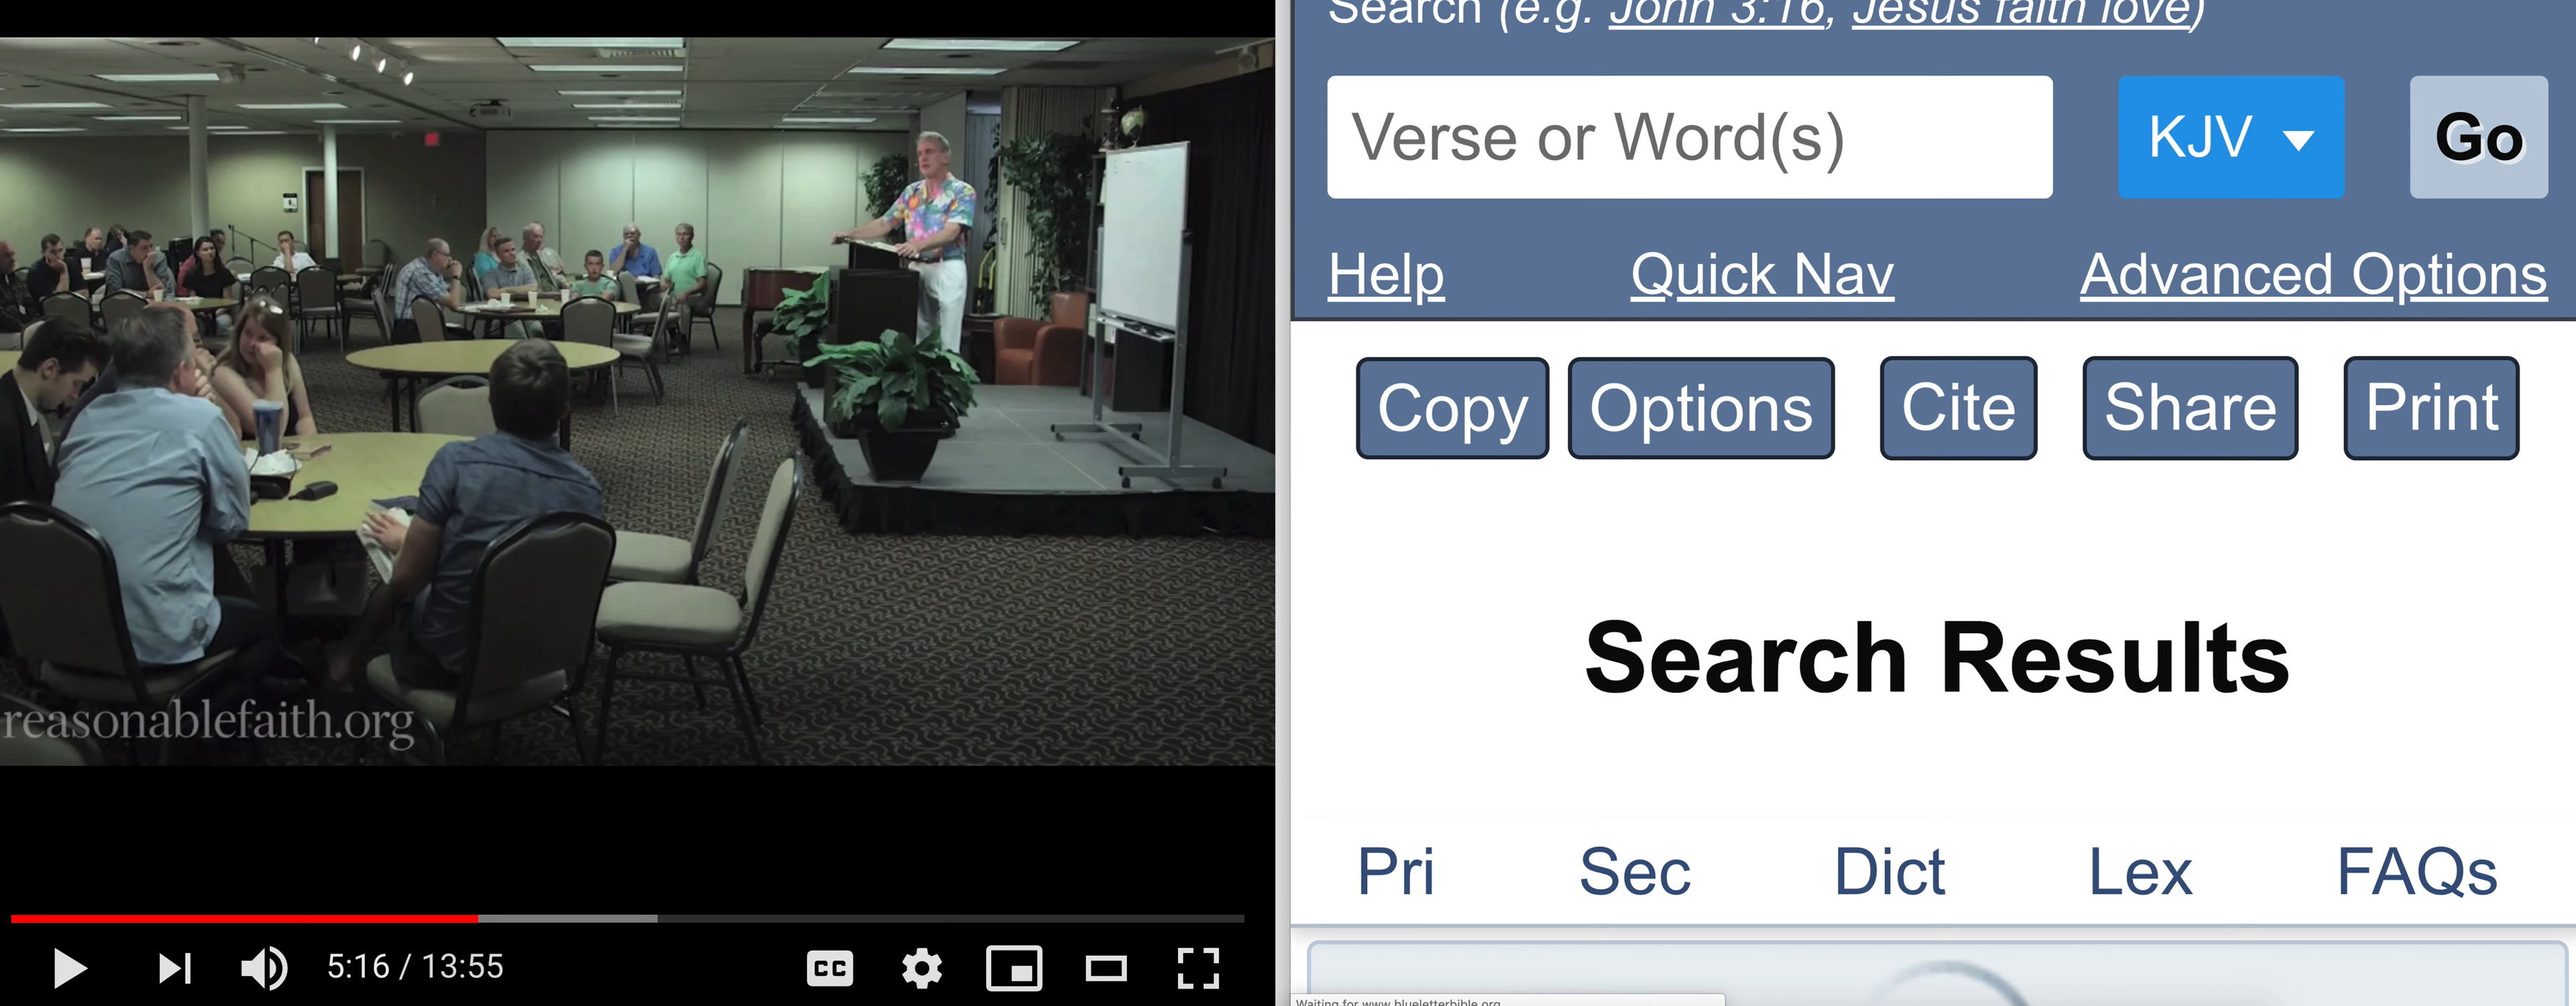 reasonablefaith.org
5:16 / 13:55
CC
Search (e.g. John 3:16, Jesus faith love)
Verse or Word(s)
KJV
Go
Help Quick Nav Advanced Options
Copy Options Cite Share Print
Search Results
Pri Sec Dict Lex FAQs
Waiting for www.blueletterbible.org